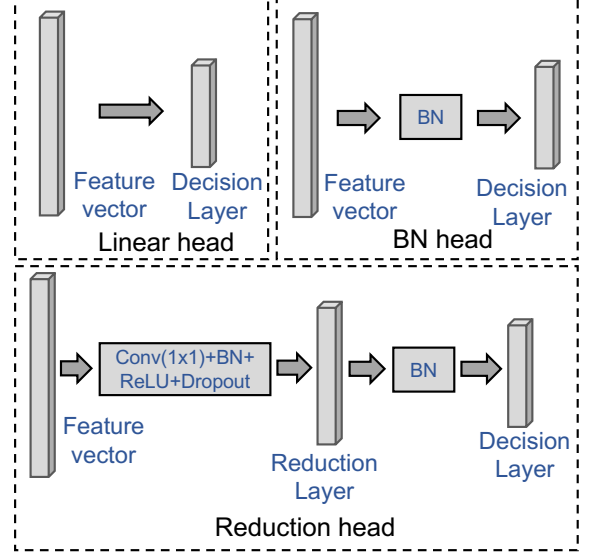 Feature
vector
Decision
Layer
Linear head
BN
Feature
vector
Decision
Layer
BN head
Conv(1x1)+BN+
ReLU+Dropout
BN
Feature
vector
Reduction
Layer
Decision
Layer
Reduction head